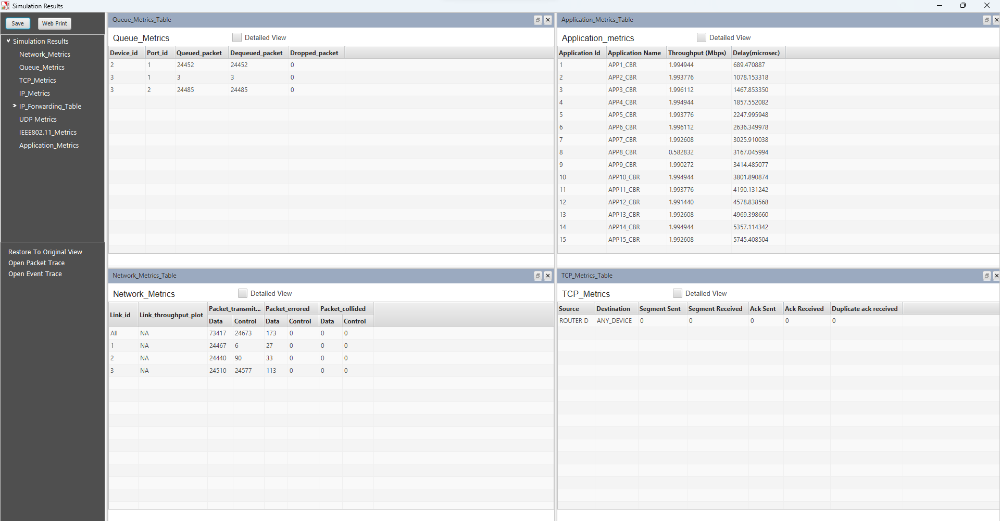 Simulation Results
Save
Web Print
Simulation Results
Network_Metrics
Queue_Metrics
TCP_Metrics
IP_Metrics
IP_Forwarding_Table
UDP Metrics
IEEE802.11_Metrics
Application_Metrics
Restore To Original View
Open Packet Trace
Open Event Trace
Queue_Metrics_Table
Queue_Metrics Detailed View
Device_id Port_id Queued_packet Dequeued_packet Dropped_packet
2 1 24452 24452 0
3 1 3 3 0
3 2 24485 24485 0
Application_Metrics_Table
Application_metrics Detailed View
Application Id Application Name Throughput (Mbps) Delay(microsec)
1 APP1_CBR 1.994944 689.470887
2 APP2_CBR 1.993776 1078.153318
3 APP3_CBR 1.996112 1467.853350
4 APP4_CBR 1.994944 1857.552082
5 APP5_CBR 1.993776 2247.995948
6 APP6_CBR 1.996112 2636.349978
7 APP7_CBR 1.992608 3025.910038
8 APP8_CBR 0.582832 3167.045994
9 APP9_CBR 1.990272 3414.485077
10 APP10_CBR 1.994944 3801.890874
11 APP11_CBR 1.993776 4190.131242
12 APP12_CBR 1.991440 4578.838568
13 APP13_CBR 1.992608 4969.398660
14 APP14_CBR 1.994944 5357.114342
15 APP15_CBR 1.992608 5745.408504
Network_Metrics_Table
Network_Metrics Detailed View
Link_id Link_throughput_plot Packet_transmit... Packet_errored Packet_collided
Data Control Data Control Data Control
All NA 73417 24673 173 0 0 0
1 NA 24467 6 27 0 0 0
2 NA 24440 90 33 0 0 0
3 NA 24510 24577 113 0 0 0
TCP_Metrics_Table
TCP_Metrics Detailed View
Source Destination Segment Sent Segment Received Ack Sent Ack Received Duplicate ack received
ROUTER D ANY_DEVICE 0 0 0 0 0